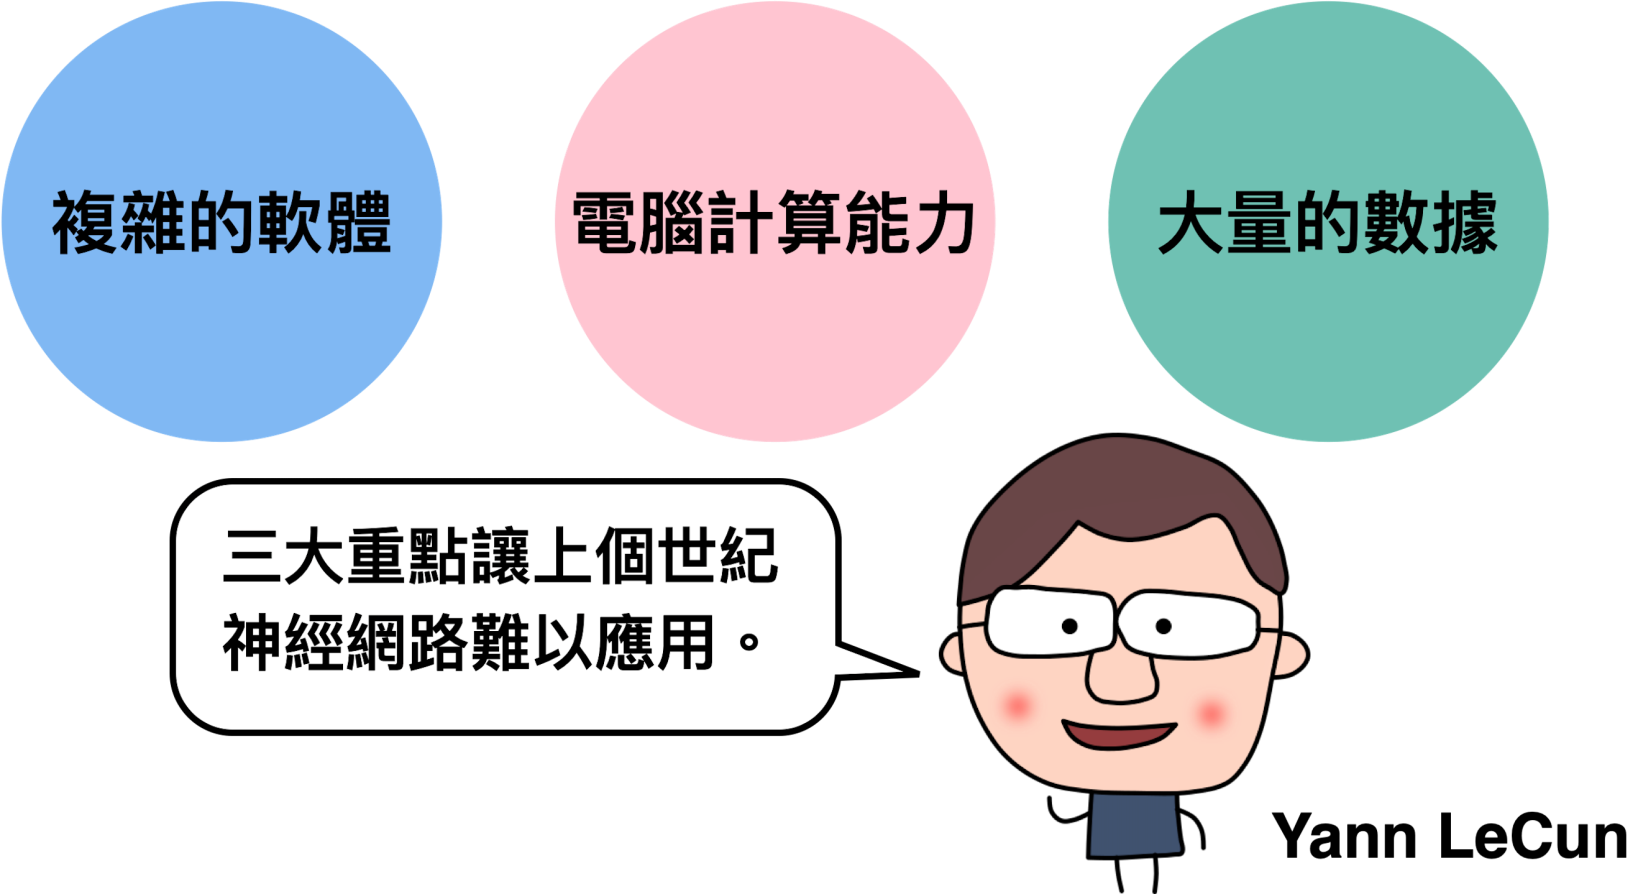 複雜的軟體
電腦計算能力
大量的數據
三大重點讓上個世紀
神經網路難以應用。
Yann LeCun